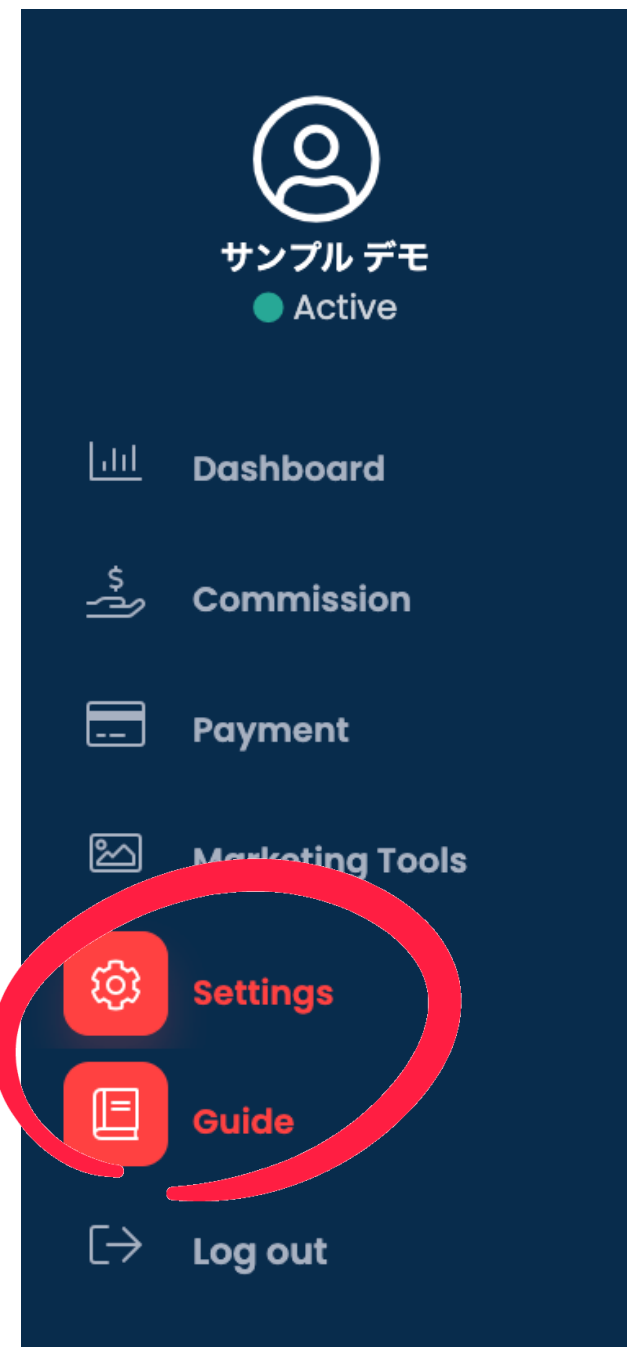 サンプル デモ
Active
Dashboard
Commission
Payment
Marketing Tools
Settings
Guide
Log out